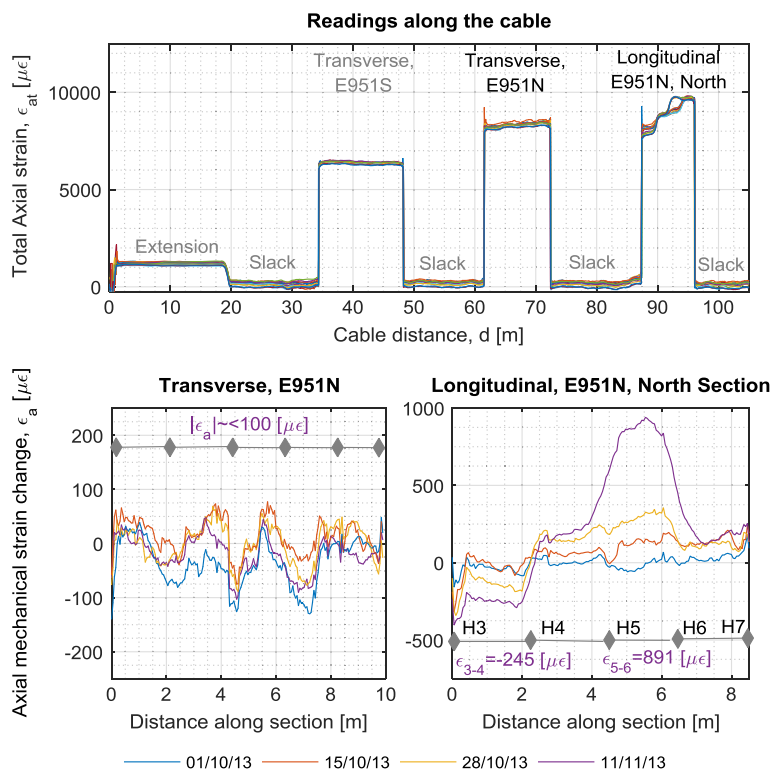 Readings along the cable
Total Axial strain, ϵat [μϵ]
10000
5000
0
Transverse,
E951S
Transverse,
E951N
Longitudinal
E951N, North
Extension
Slack
Slack
Slack
Slack
0 10 20 30 40 50 60 70 80 90 100
Cable distance, d [m]
Transverse, E951N
Axial mechanical strain change, ϵa [μϵ]
200
100
0
-100
-200
|ϵa|~<100 [μϵ]
0 2 4 6 8 10
Distance along section [m]
Longitudinal, E951N, North Section
1000
500
0
-500
H3 H4 H5 H6 H7
ϵ3-4=-245 [μϵ] ϵ5-6=891 [μϵ]
0 2 4 6 8
Distance along section [m]
01/10/13 15/10/13 28/10/13 11/11/13